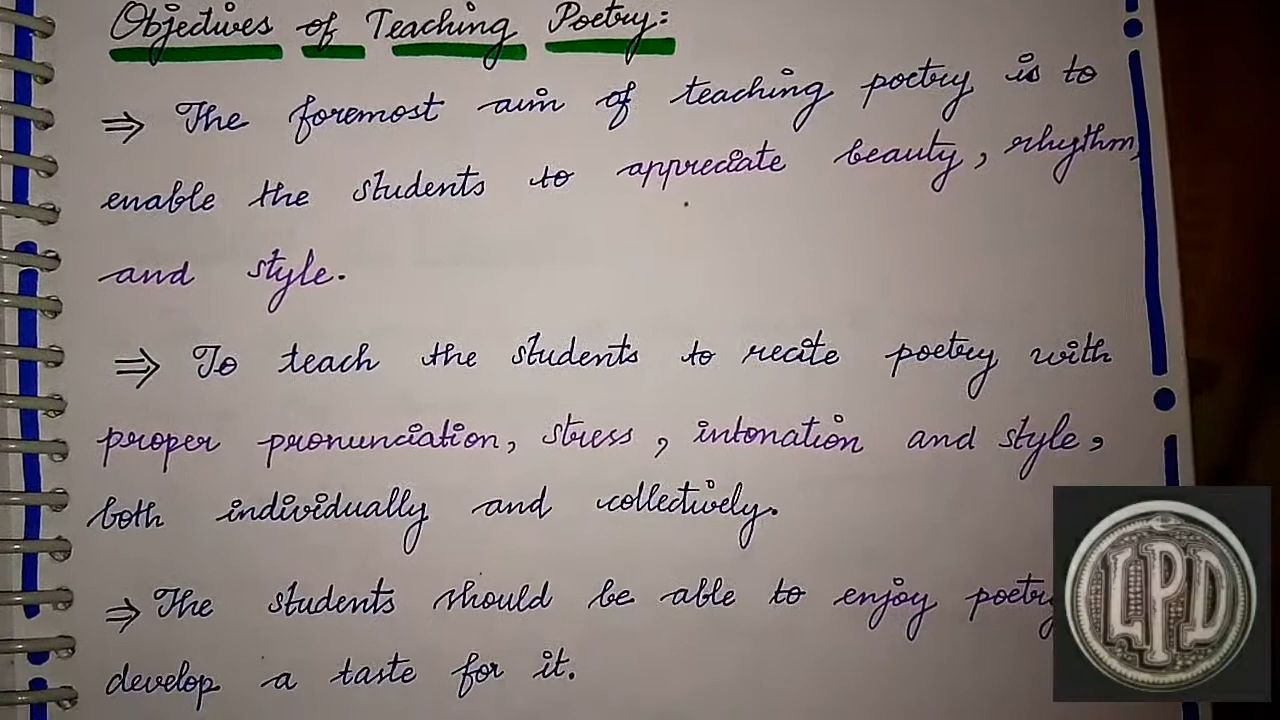 Objectives of Teaching Poetry:
⇒ The foremost aim of teaching poetry is to
enable the students to appreciate beauty, rhythm,
and style.
⇒ To teach the students to recite poetry with
proper pronunciation, stress, intonation and style,
both individually and collectively.
⇒ The students should be able to enjoy poetry
develop a taste for it.
LPD